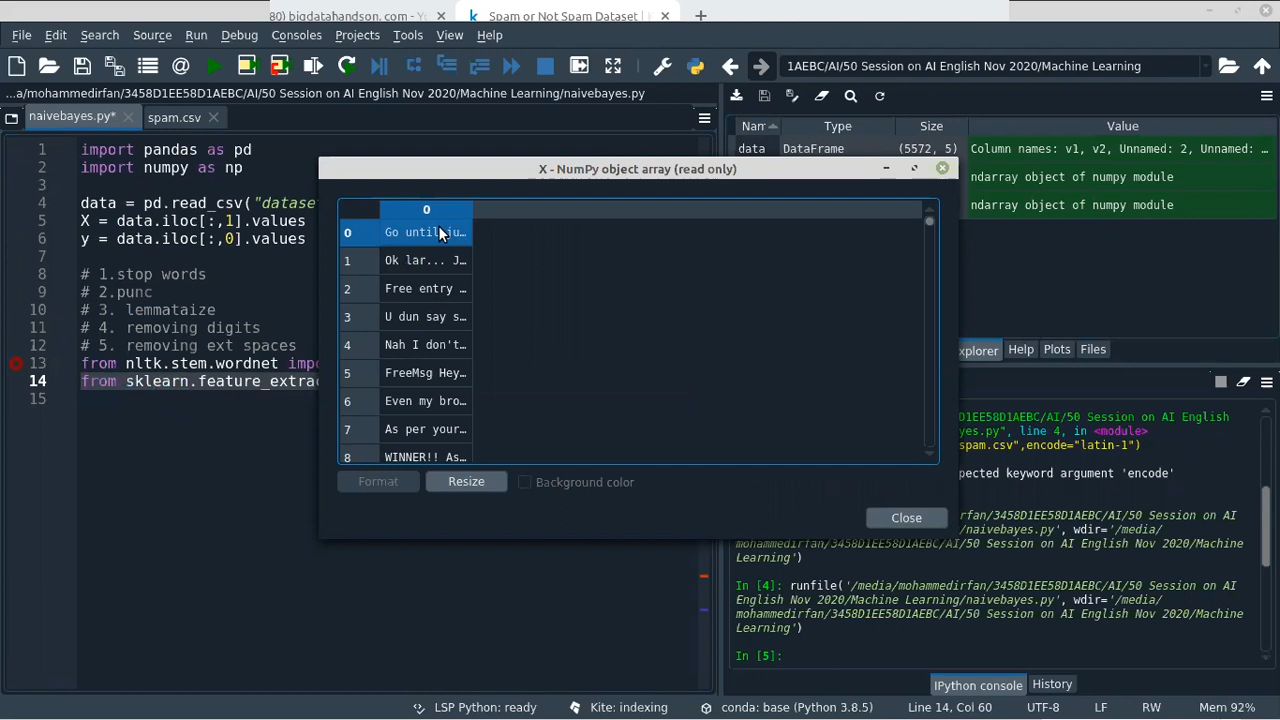 80) bigdatahandson. com - Yo
Spam or Not Spam Dataset |
File Edit Search Source Run Debug Consoles Projects Tools View Help
1AEBC/AI/50 Session on AI English Nov 2020/Machine Learning
…a/mohammedirfan/3458D1EE58D1AEBC/AI/50 Session on AI English Nov 2020/Machine Learning/naivebayes.py
naivebayes.py*
spam.csv
1 import pandas as pd
2 import numpy as np
3
4 data = pd.read_csv("dataset
5 X = data.iloc[:,1].values
6 y = data.iloc[:,0].values
7
8 # 1.stop words
9 # 2.punc
10 # 3. lemmataize
11 # 4. removing digits
12 # 5. removing ext spaces
13 from nltk.stem.wordnet impo
14 from sklearn.feature_extrac
15
X - NumPy object array (read only)
0
0 Go until ju…
1 Ok lar... J…
2 Free entry …
3 U dun say s…
4 Nah I don't…
5 FreeMsg Hey…
6 Even my bro…
7 As per your…
8 WINNER!! As…
Format Resize Background color
Close
Nam Type Size Value
data DataFrame (5572, 5) Column names: v1, v2, Unnamed: 2, Unnamed: …
ndarray object of numpy module
ndarray object of numpy module
xplorer Help Plots Files
D1EE58D1AEBC/AI/50 Session on AI English
yes.py", line 4, in <module>
spam.csv",encode="latin-1")
pected keyword argument 'encode'
mohammedirfan/3458D1EE58D1AEBC/AI/50 Session on AI
naivebayes.py', wdir='/media/
mohammedirfan/3458D1EE58D1AEBC/AI/50 Session on AI English Nov 2020/Machine
Learning')
In [4]: runfile('/media/mohammedirfan/3458D1EE58D1AEBC/AI/50 Session on AI
English Nov 2020/Machine Learning/naivebayes.py', wdir='/media/
mohammedirfan/3458D1EE58D1AEBC/AI/50 Session on AI English Nov 2020/Machine
Learning')
In [5]:
IPython console History
LSP Python: ready Kite: indexing conda: base (Python 3.8.5) Line 14, Col 60 UTF-8 LF RW Mem 92%